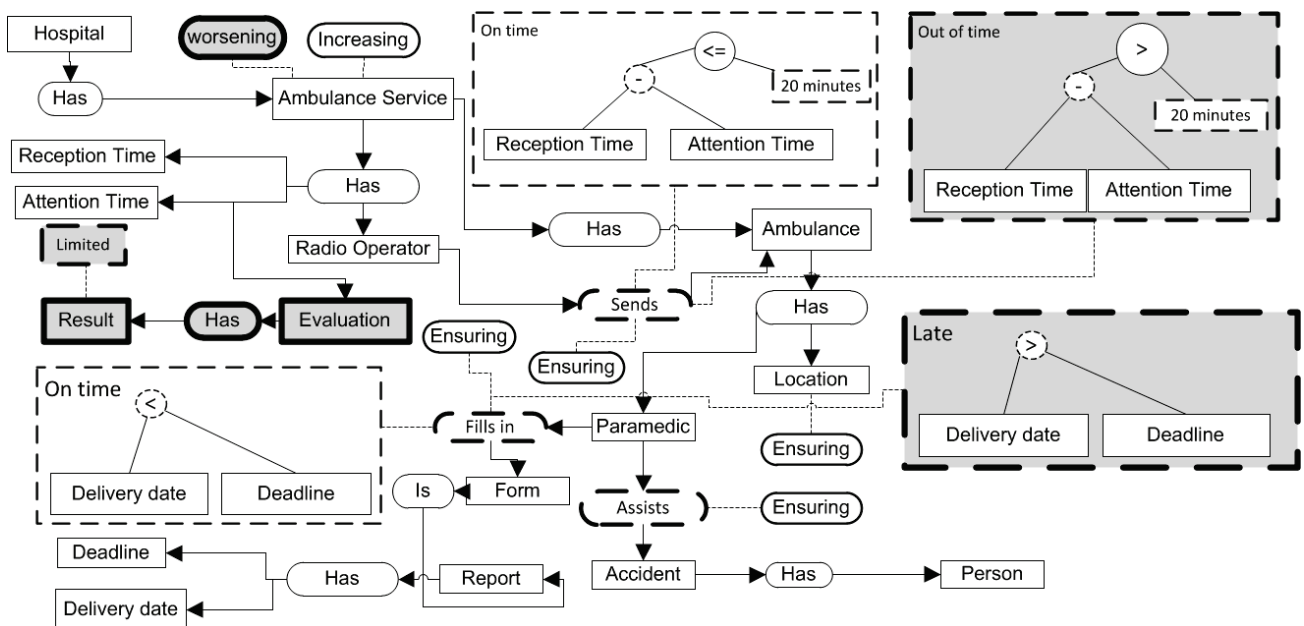 Hospital
worsening
Increasing
On time
<=
-
20 minutes
Reception Time
Attention Time
Out of time
>
-
20 minutes
Reception Time
Attention Time
Has
Ambulance Service
Reception Time
Attention Time
Has
Radio Operator
Has
Ambulance
Limited
Result
Has
Evaluation
Sends
Has
Ensuring
Ensuring
Location
Late
>
Delivery date
Deadline
On time
<
Delivery date
Deadline
Fills in
Paramedic
Ensuring
Is
Form
Assists
Ensuring
Deadline
Has
Report
Delivery date
Accident
Has
Person